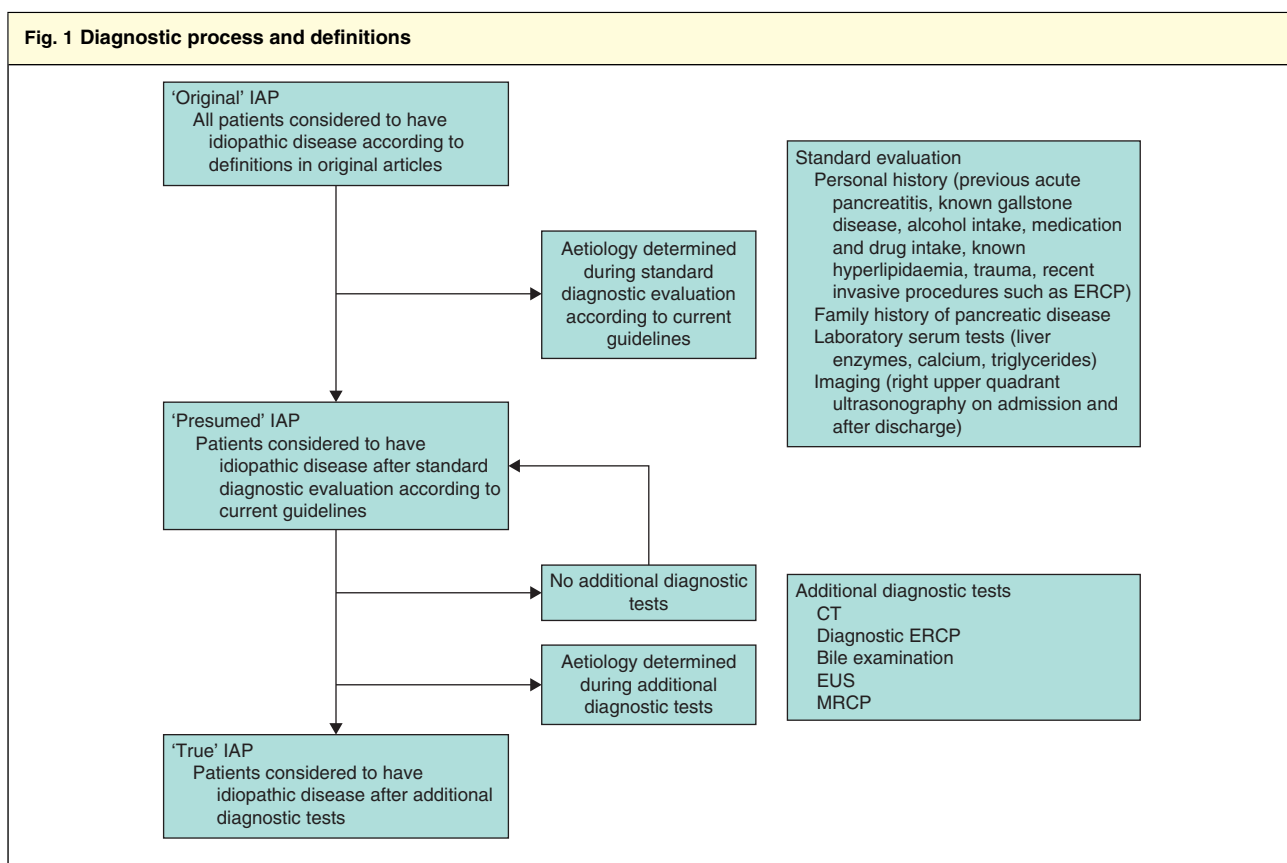 Fig. 1 Diagnostic process and definitions
‘Original’ IAP
All patients considered to have
idiopathic disease according to
definitions in original articles
Standard evaluation
Personal history (previous acute
pancreatitis, known gallstone
disease, alcohol intake, medication
and drug intake, known
hyperlipidaemia, trauma, recent
invasive procedures such as ERCP)
Family history of pancreatic disease
Laboratory serum tests (liver
enzymes, calcium, triglycerides)
Imaging (right upper quadrant
ultrasonography on admission and
after discharge)
Aetiology determined
during standard
diagnostic evaluation
according to current
guidelines
‘Presumed’ IAP
Patients considered to have
idiopathic disease after standard
diagnostic evaluation according to
current guidelines
No additional diagnostic
tests
Additional diagnostic tests
CT
Diagnostic ERCP
Bile examination
EUS
MRCP
Aetiology determined
during additional
diagnostic tests
‘True’ IAP
Patients considered to have
idiopathic disease after additional
diagnostic tests